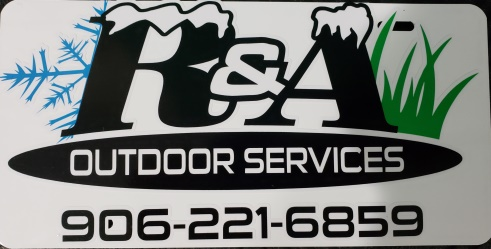 R&A
OUTDOOR SERVICES
906-221-6859